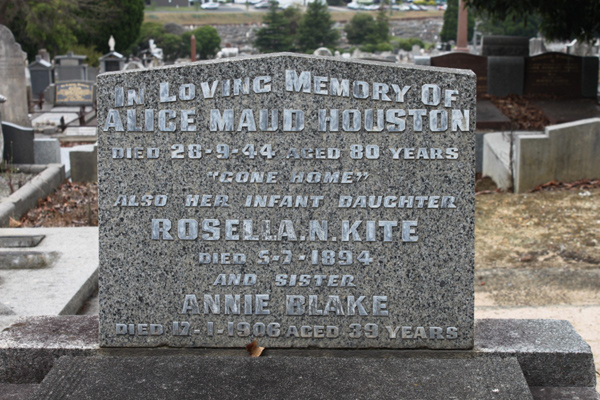 IN LOVING MEMORY OF
ALICE MAUD HOUSTON
DIED 28-9-44 AGED 80 YEARS
"GONE HOME"
ALSO HER INFANT DAUGHTER
ROSELLA.N.KITE
DIED 5-7-1894
AND SISTER
ANNIE BLAKE
DIED 17-1-1906 AGED 39 YEARS